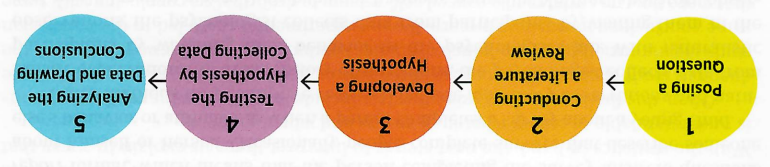 1
Posing a
Question
2
Conducting
a Literature
Review
3
Developing a
Hypothesis
4
Testing the
Hypothesis by
Collecting Data
5
Analyzing the
Data and Drawing
Conclusions